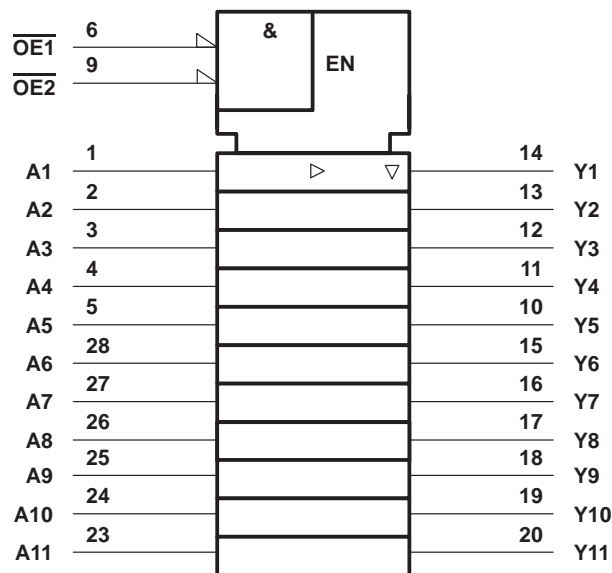 OE1 6 &
OE2 9 EN
A1 1 14 Y1
A2 2 13 Y2
A3 3 12 Y3
A4 4 11 Y4
A5 5 10 Y5
A6 28 15 Y6
A7 27 16 Y7
A8 26 17 Y8
A9 25 18 Y9
A10 24 19 Y10
A11 23 20 Y11